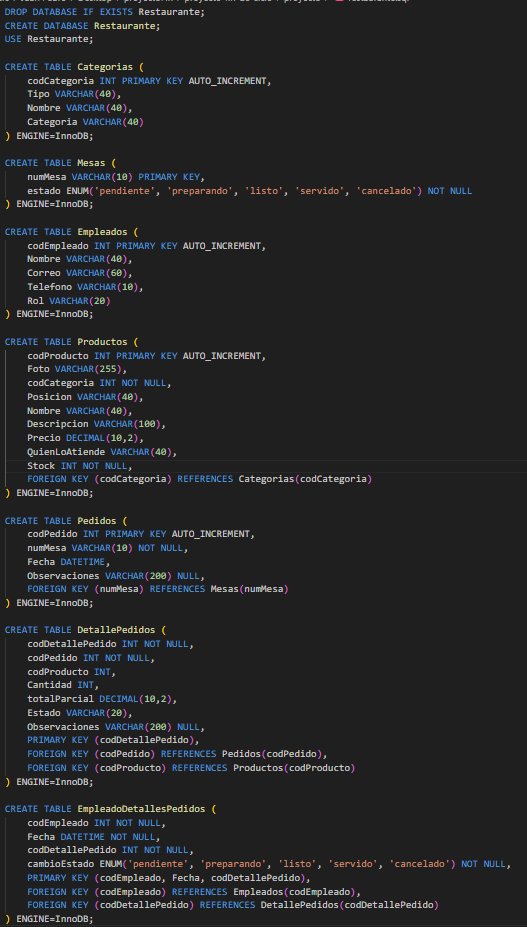 DROP DATABASE IF EXISTS Restaurante;
CREATE DATABASE Restaurante;
USE Restaurante;
CREATE TABLE Categorias (
codCategoria INT PRIMARY KEY AUTO_INCREMENT,
Tipo VARCHAR(40),
Nombre VARCHAR(40),
Categoria VARCHAR(40)
) ENGINE=InnoDB;
CREATE TABLE Mesas (
numMesa VARCHAR(10) PRIMARY KEY,
estado ENUM('pendiente', 'preparando', 'listo', 'servido', 'cancelado') NOT NULL
) ENGINE=InnoDB;
CREATE TABLE Empleados (
codEmpleado INT PRIMARY KEY AUTO_INCREMENT,
Nombre VARCHAR(40),
Correo VARCHAR(60),
Telefono VARCHAR(10),
Rol VARCHAR(20)
) ENGINE=InnoDB;
CREATE TABLE Productos (
codProducto INT PRIMARY KEY AUTO_INCREMENT,
Foto VARCHAR(255),
codCategoria INT NOT NULL,
Posicion VARCHAR(40),
Nombre VARCHAR(40),
Descripcion VARCHAR(100),
Precio DECIMAL(10,2),
QuienLoAtiende VARCHAR(40),
Stock INT NOT NULL,
FOREIGN KEY (codCategoria) REFERENCES Categorias(codCategoria)
) ENGINE=InnoDB;
CREATE TABLE Pedidos (
codPedido INT PRIMARY KEY AUTO_INCREMENT,
numMesa VARCHAR(10) NOT NULL,
Fecha DATETIME,
Observaciones VARCHAR(200) NULL,
FOREIGN KEY (numMesa) REFERENCES Mesas(numMesa)
) ENGINE=InnoDB;
CREATE TABLE DetallePedidos (
codDetallePedido INT NOT NULL,
codPedido INT NOT NULL,
codProducto INT,
Cantidad INT,
totalParcial DECIMAL(10,2),
Estado VARCHAR(20),
Observaciones VARCHAR(200) NULL,
PRIMARY KEY (codDetallePedido),
FOREIGN KEY (codPedido) REFERENCES Pedidos(codPedido),
FOREIGN KEY (codProducto) REFERENCES Productos(codProducto)
) ENGINE=InnoDB;
CREATE TABLE EmpleadoDetallesPedidos (
codEmpleado INT NOT NULL,
Fecha DATETIME NOT NULL,
codDetallePedido INT NOT NULL,
cambioEstado ENUM('pendiente', 'preparando', 'listo', 'servido', 'cancelado') NOT NULL,
PRIMARY KEY (codEmpleado, Fecha, codDetallePedido),
FOREIGN KEY (codEmpleado) REFERENCES Empleados(codEmpleado),
FOREIGN KEY (codDetallePedido) REFERENCES DetallePedidos(codDetallePedido)
) ENGINE=InnoDB;